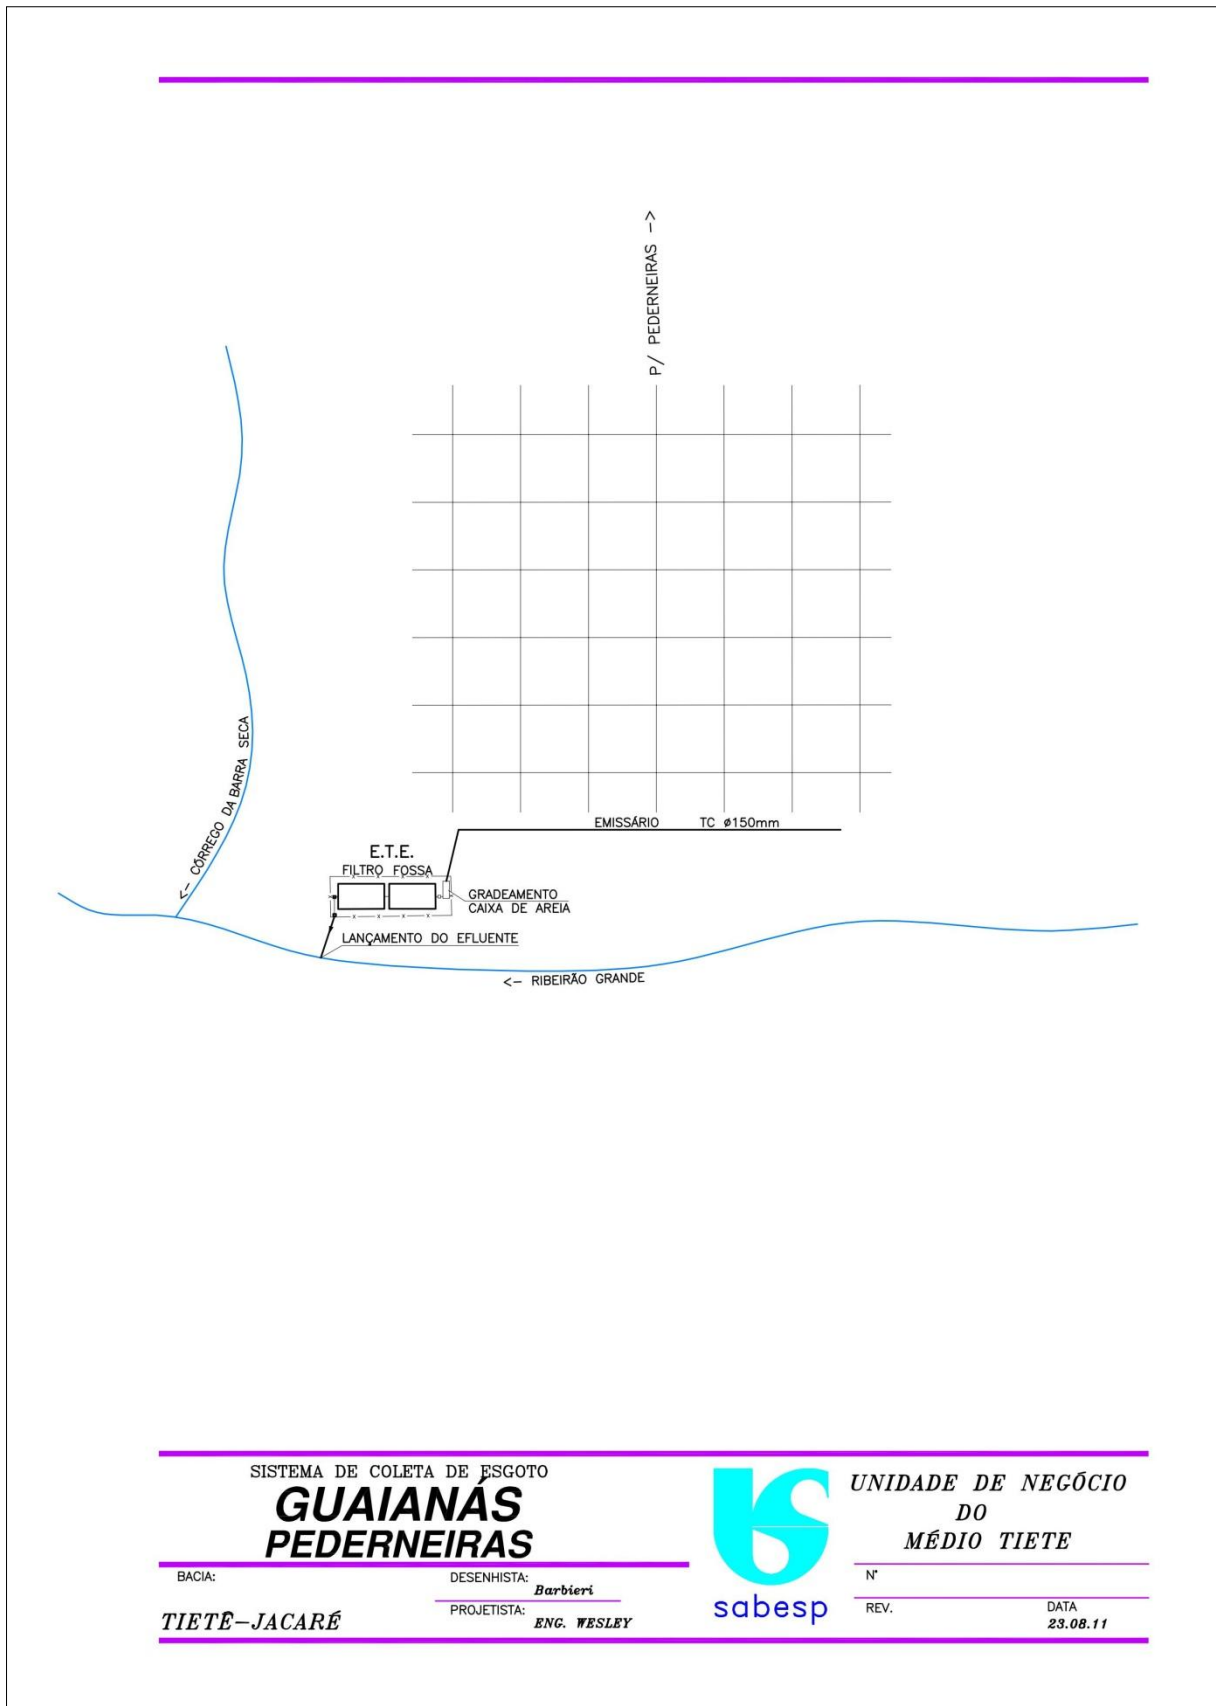 P/ PEDERNEIRAS ->
<- CÓRREGO DA BARRA SECA
EMISSÁRIO TC ø150mm
E.T.E.
FILTRO FOSSA
GRADEAMENTO
CAIXA DE AREIA
LANÇAMENTO DO EFLUENTE
<- RIBEIRÃO GRANDE
SISTEMA DE COLETA DE ESGOTO
GUAIANÁS
PEDERNEIRAS
BACIA:
TIETÊ-JACARÉ
DESENHISTA:
Barbieri
PROJETISTA:
ENG. WESLEY
sabesp
UNIDADE DE NEGÓCIO
DO
MÉDIO TIETE
N°
REV.
DATA
23.08.11